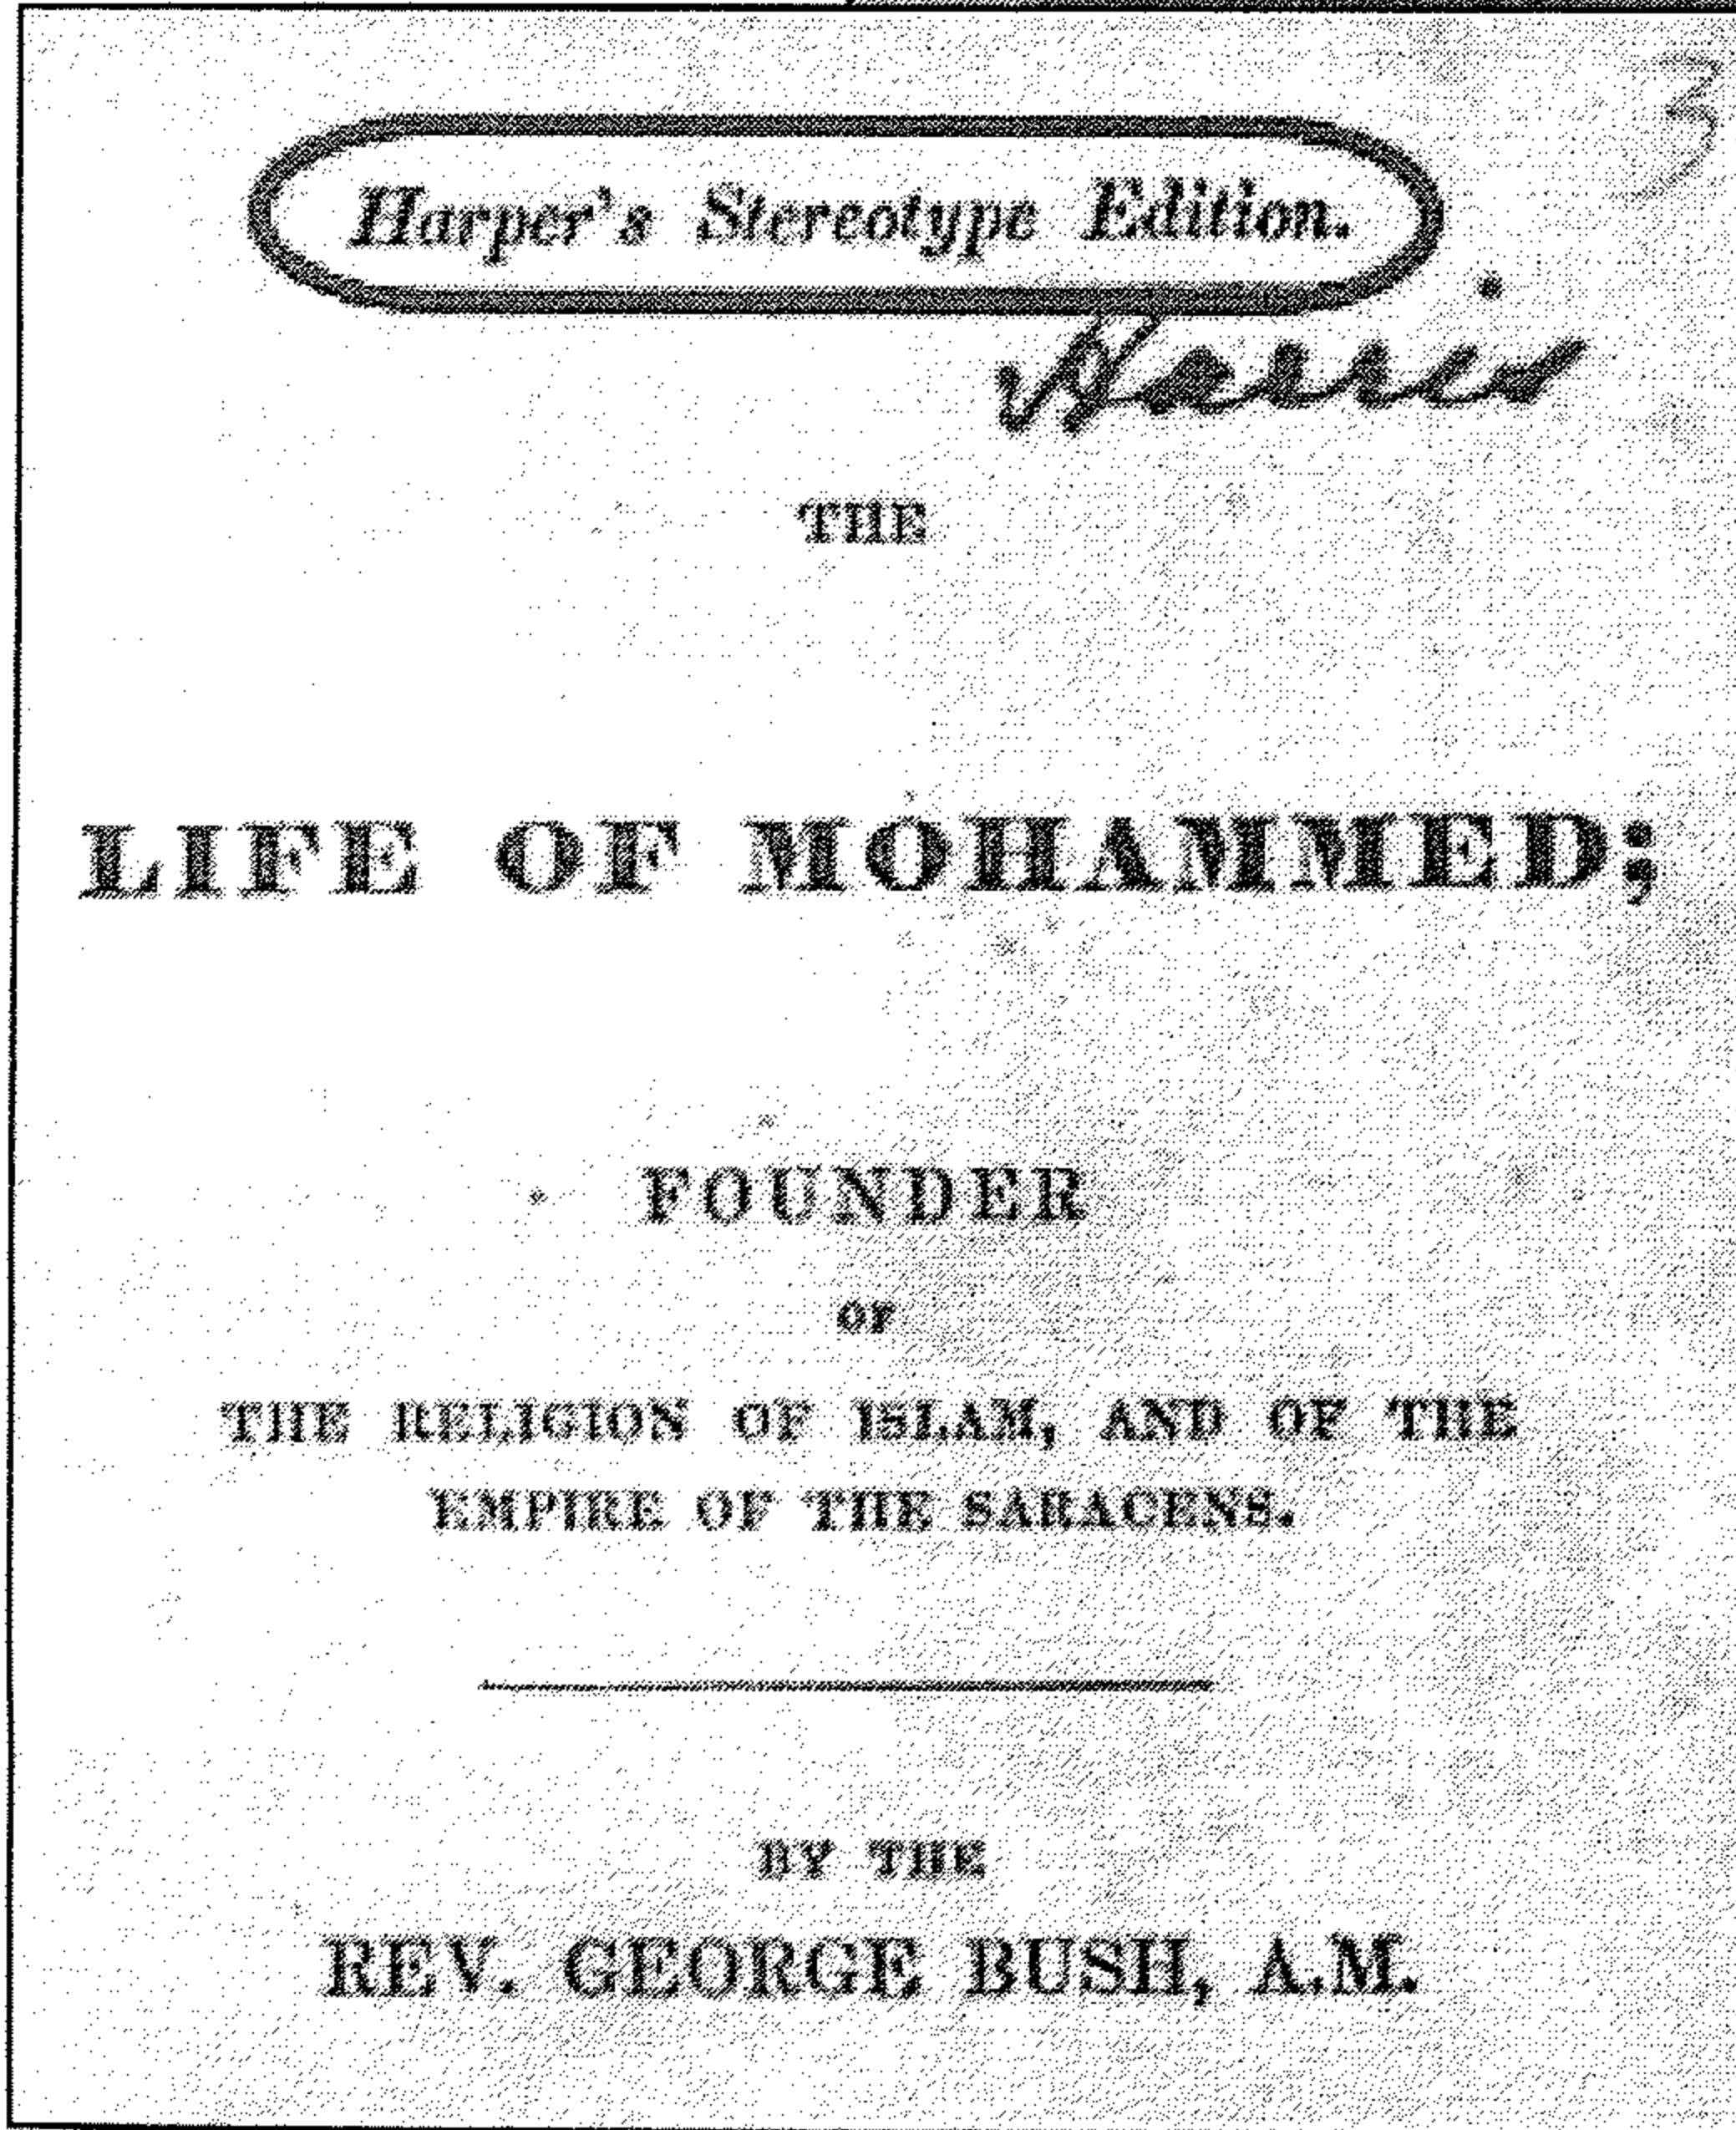 Harper's Stereotype Edition.
THE
LIFE OF MOHAMMED;
FOUNDER
OF
THE RELIGION OF ISLAM, AND OF THE
EMPIRE OF THE SARACENS.
BY THE
REV. GEORGE BUSH, A.M.